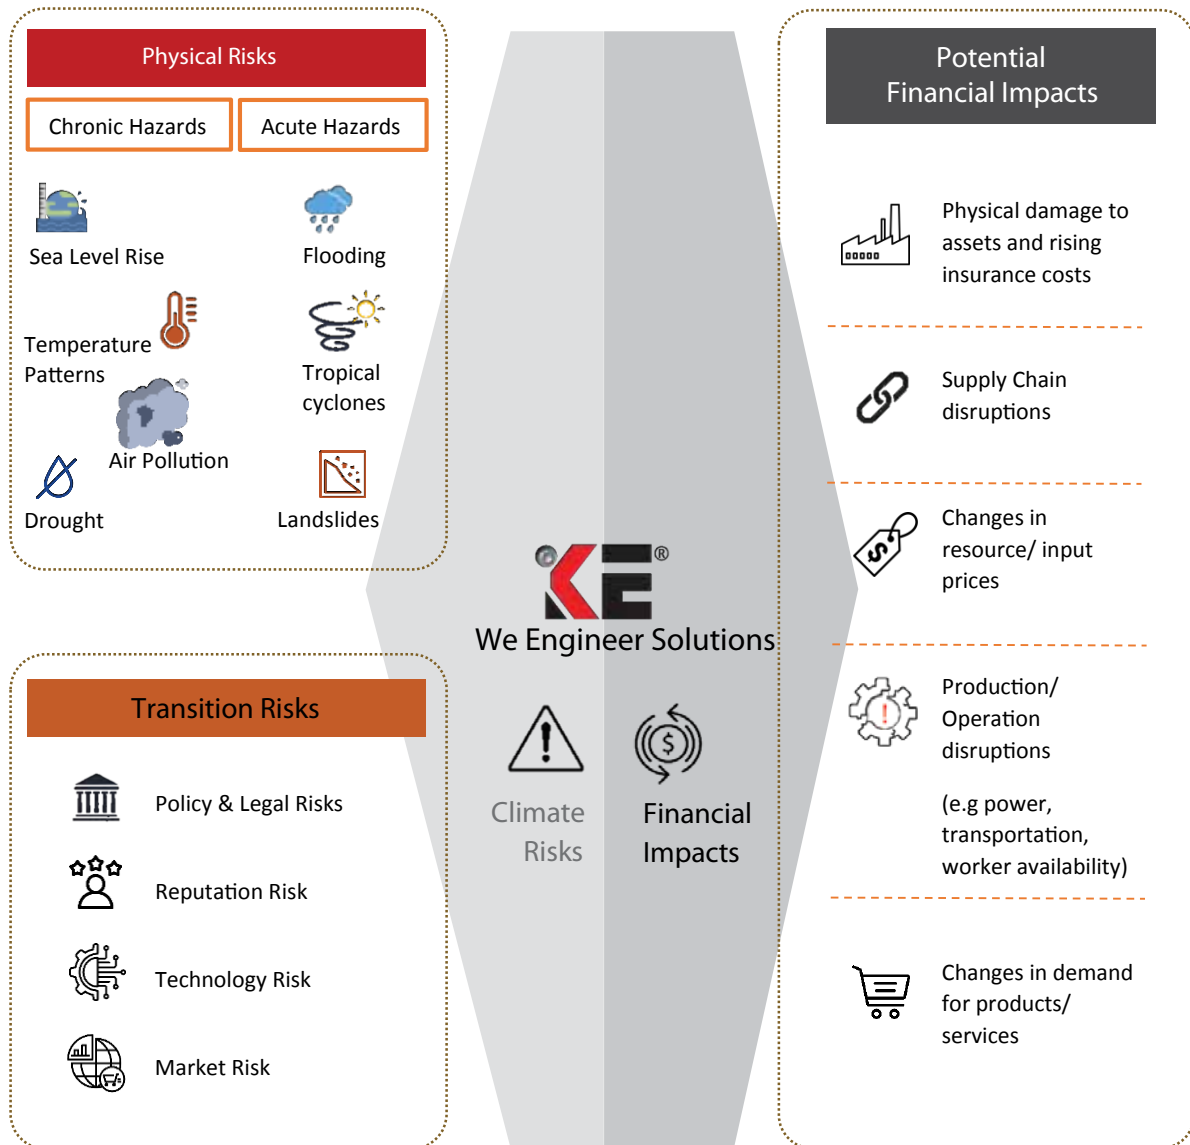 Physical Risks
Chronic Hazards
Acute Hazards
Sea Level Rise
Flooding
Temperature
Patterns
Tropical
cyclones
Air Pollution
Drought
Landslides
Transition Risks
Policy & Legal Risks
Reputation Risk
Technology Risk
Market Risk
KE®
We Engineer Solutions
Climate
Risks
Financial
Impacts
Potential
Financial Impacts
Physical damage to
assets and rising
insurance costs
Supply Chain
disruptions
Changes in
resource/ input
prices
Production/
Operation
disruptions
(e.g power,
transportation,
worker availability)
Changes in demand
for products/
services